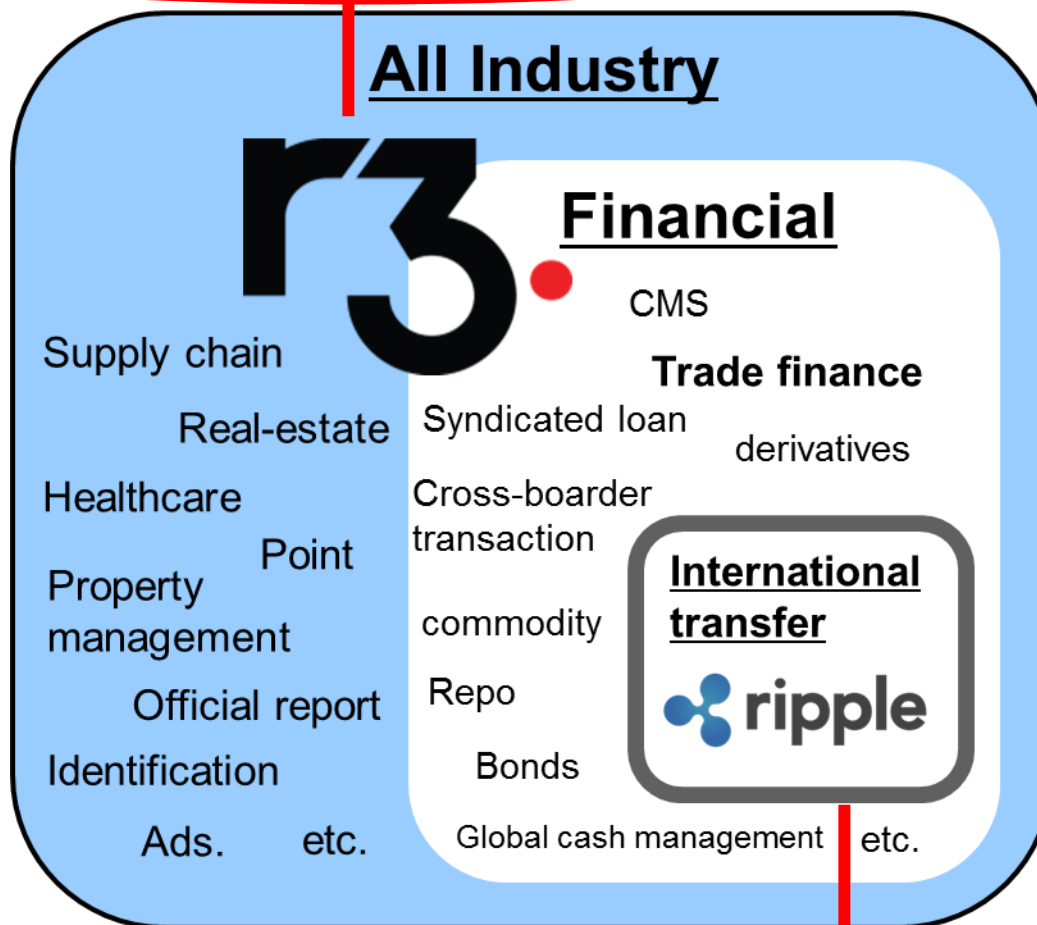 All Industry
r3.
Financial
CMS
Supply chain
Trade finance
Real-estate
Syndicated loan
derivatives
Healthcare
Cross-boarder
transaction
Point
International
transfer
Property
management
commodity
Official report
Repo
ripple
Identification
Bonds
Ads.
etc.
Global cash management
etc.